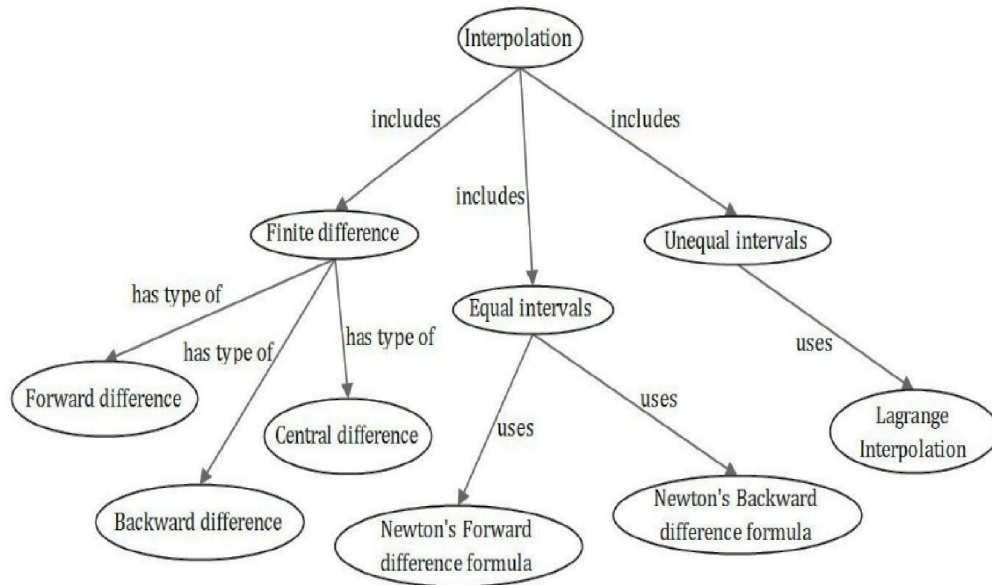 Interpolation
includes
includes
includes
Finite difference
Unequal intervals
has type of
Equal intervals
has type of
has type of
uses
Forward difference
Central difference
uses
uses
Lagrange
Interpolation
Backward difference
Newton's Forward
difference formula
Newton's Backward
difference formula